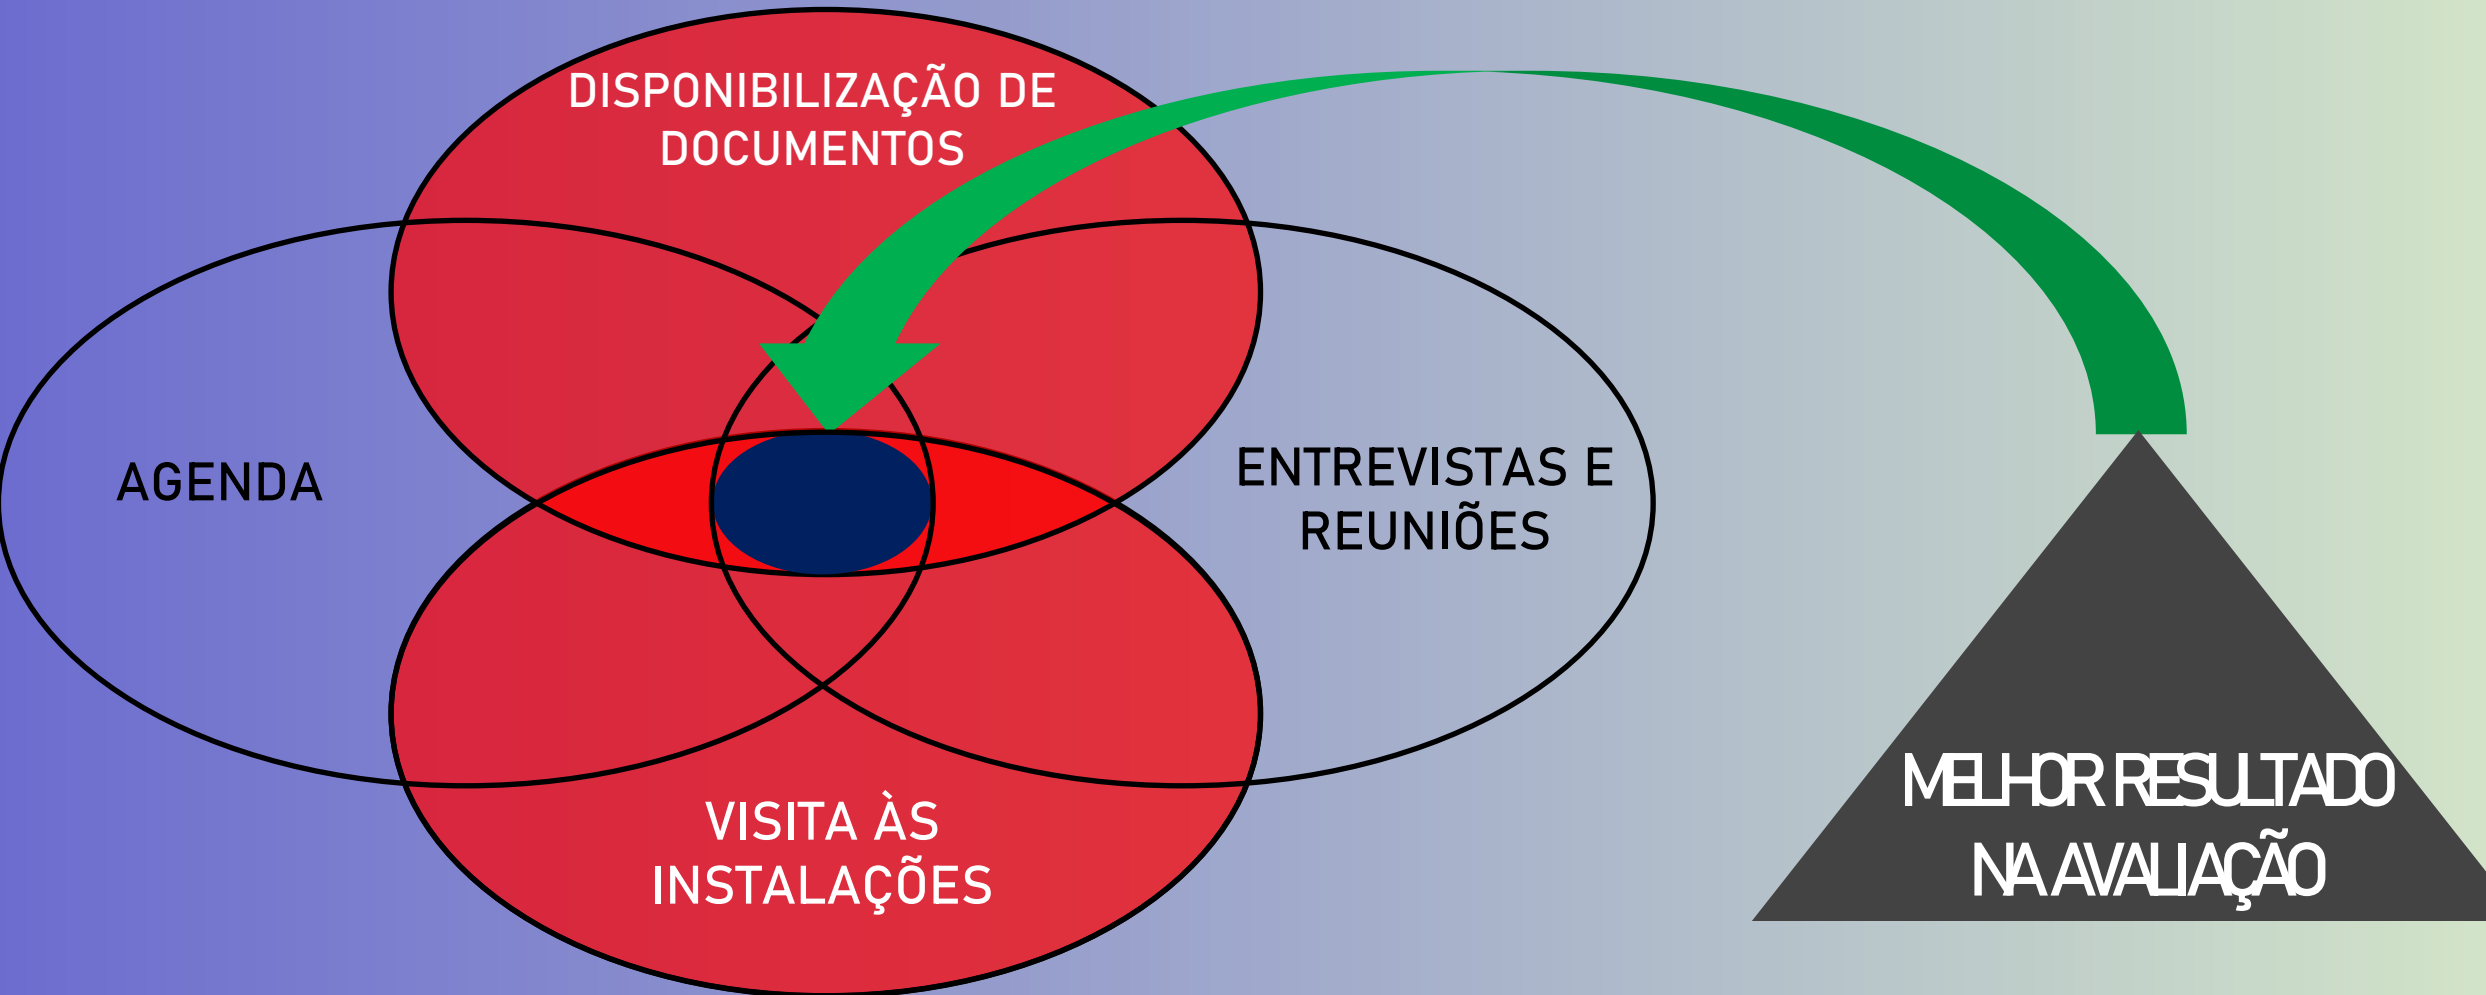 DISPONIBILIZAÇÃO DE
DOCUMENTOS
AGENDA
ENTREVISTAS E
REUNIÕES
VISITA ÀS
INSTALAÇÕES
MELHOR RESULTADO
NA AVALIAÇÃO